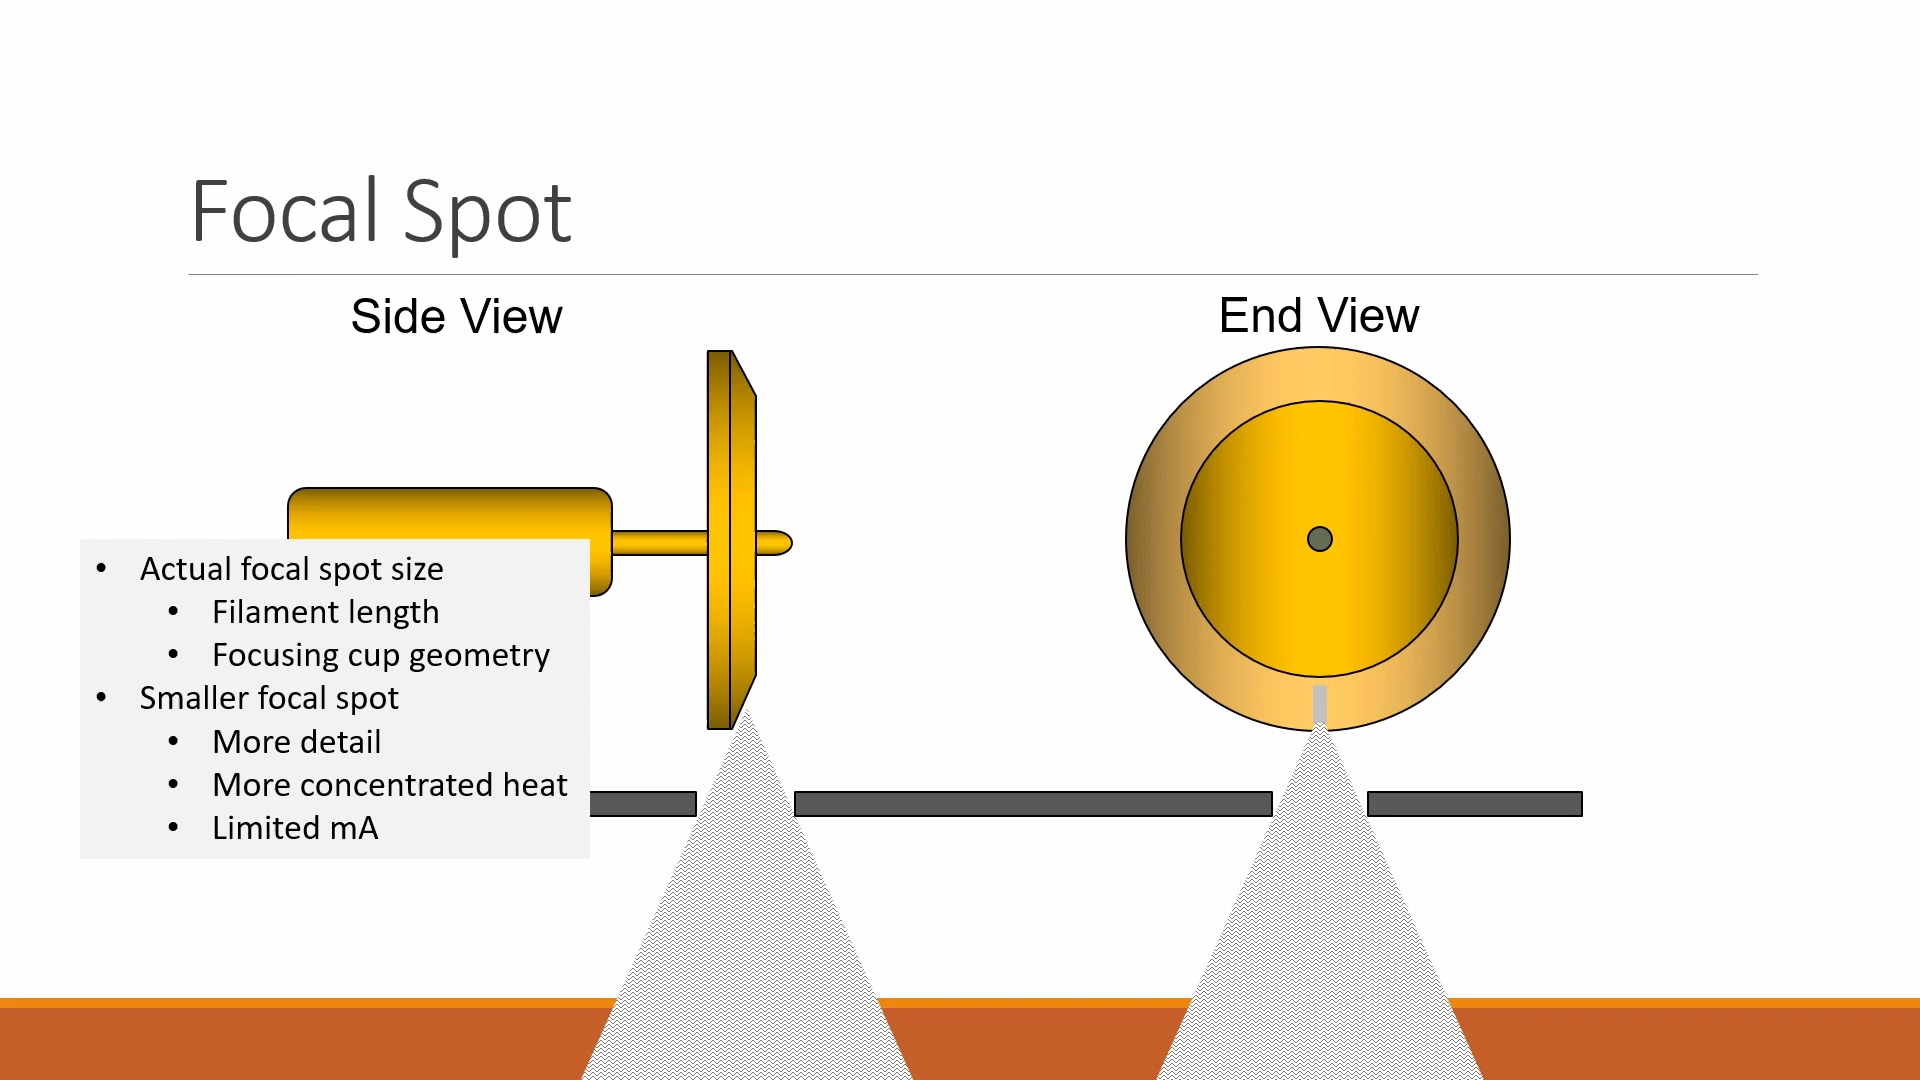 Focal Spot
Side View
End View
• Actual focal spot size
• Filament length
• Focusing cup geometry
• Smaller focal spot
• More detail
• More concentrated heat
• Limited mA